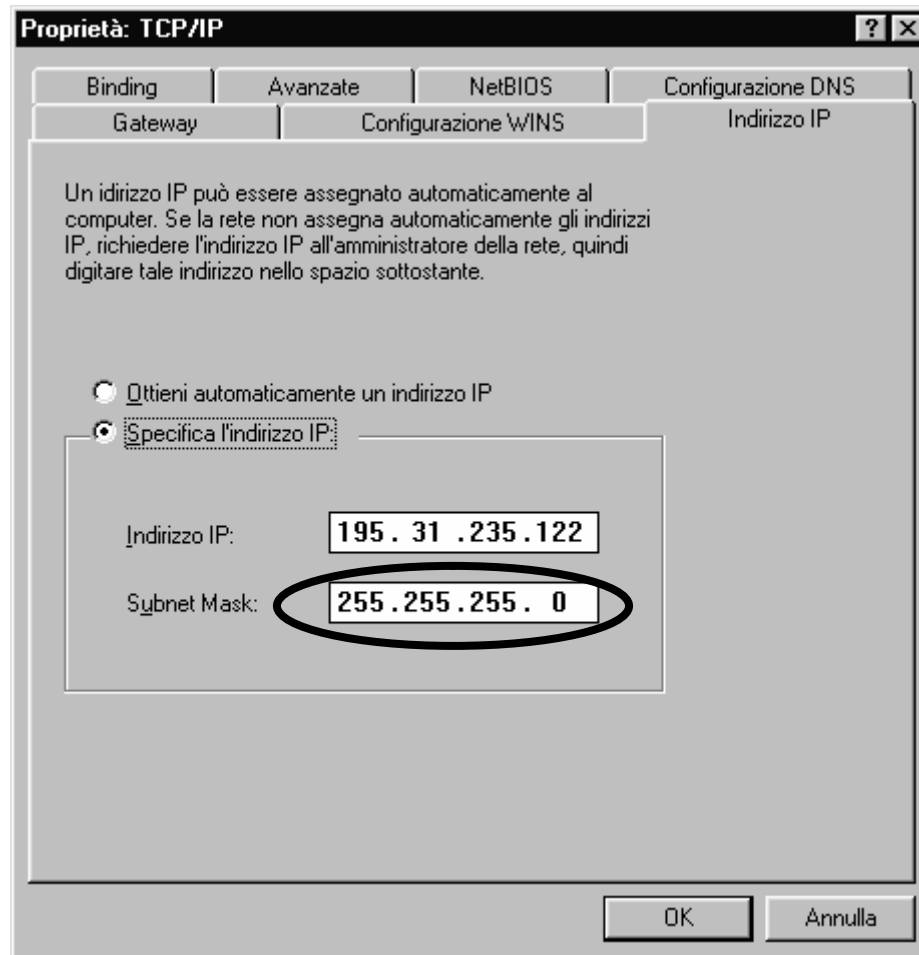 Proprietà: TCP/IP
Binding Avanzate NetBIOS Configurazione DNS
Gateway Configurazione WINS Indirizzo IP
Un idirizzo IP può essere assegnato automaticamente al
computer. Se la rete non assegna automaticamente gli indirizzi
IP, richiedere l'indirizzo IP all'amministratore della rete, quindi
digitare tale indirizzo nello spazio sottostante.
Ottieni automaticamente un indirizzo IP
Specifica l'indirizzo IP:
Indirizzo IP: 195. 31 .235.122
Subnet Mask: 255.255.255. 0
OK Annulla